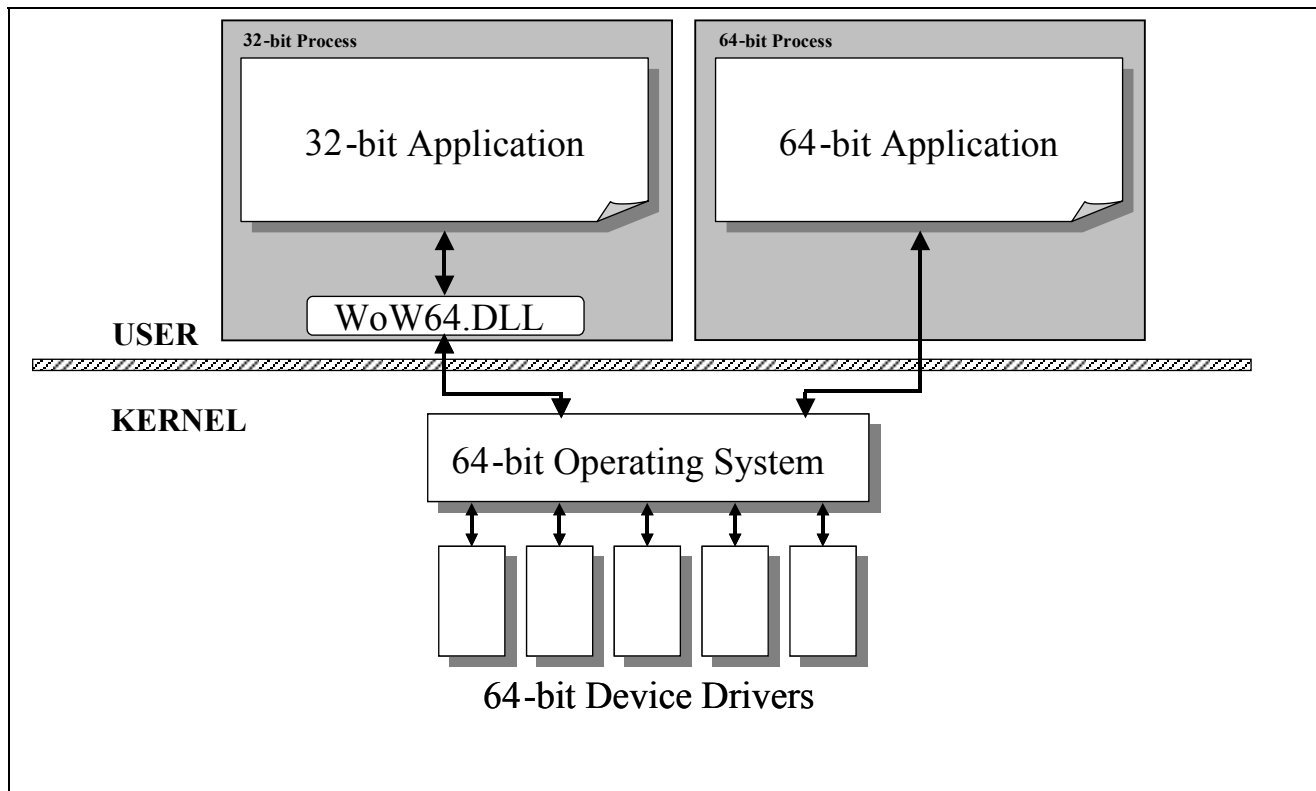 32-bit Process
64-bit Process
32-bit Application
64-bit Application
WoW64.DLL
USER
KERNEL
64-bit Operating System
64-bit Device Drivers